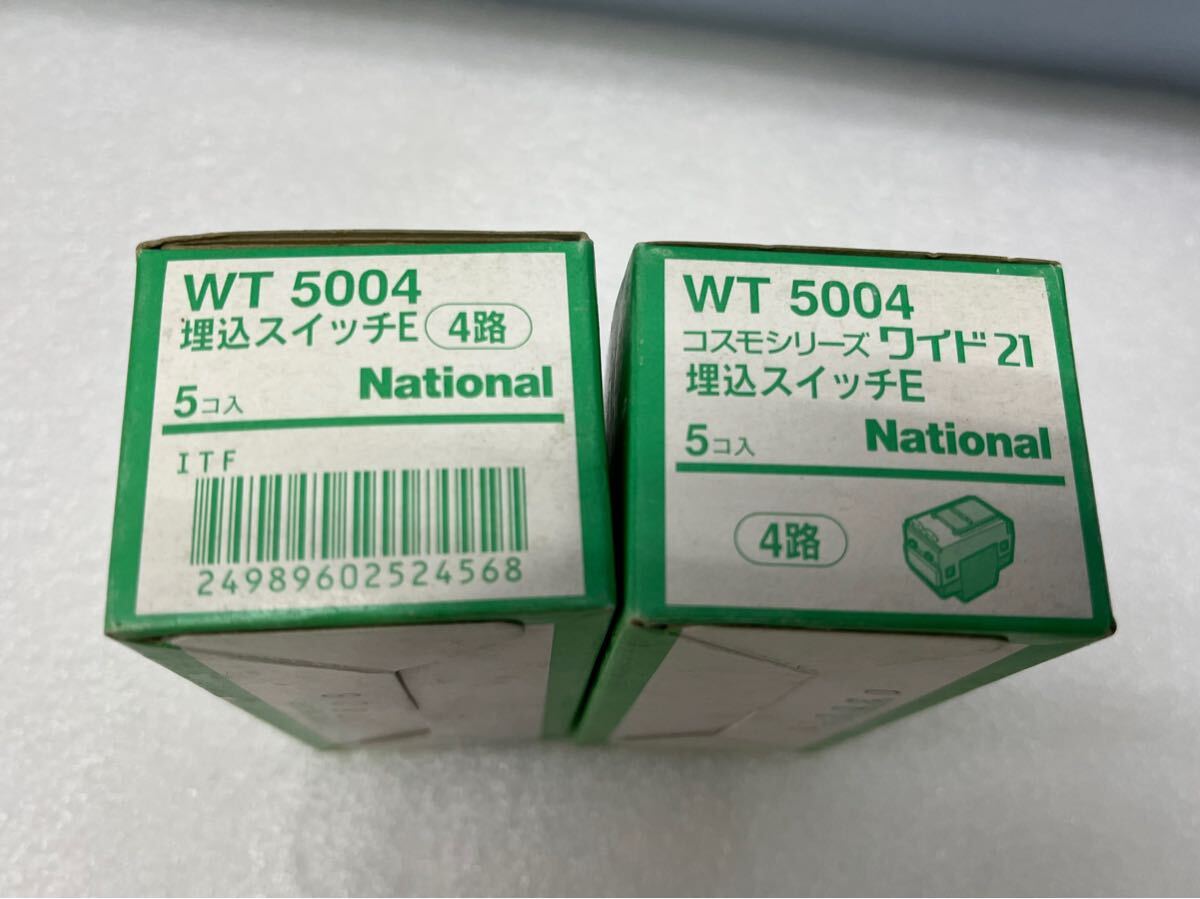 WT 5004
埋込スイッチE 4路
5コ入 National
ITF
24989602524568
WT 5004
コスモシリーズ ワイド21
埋込スイッチE
5コ入 National
4路